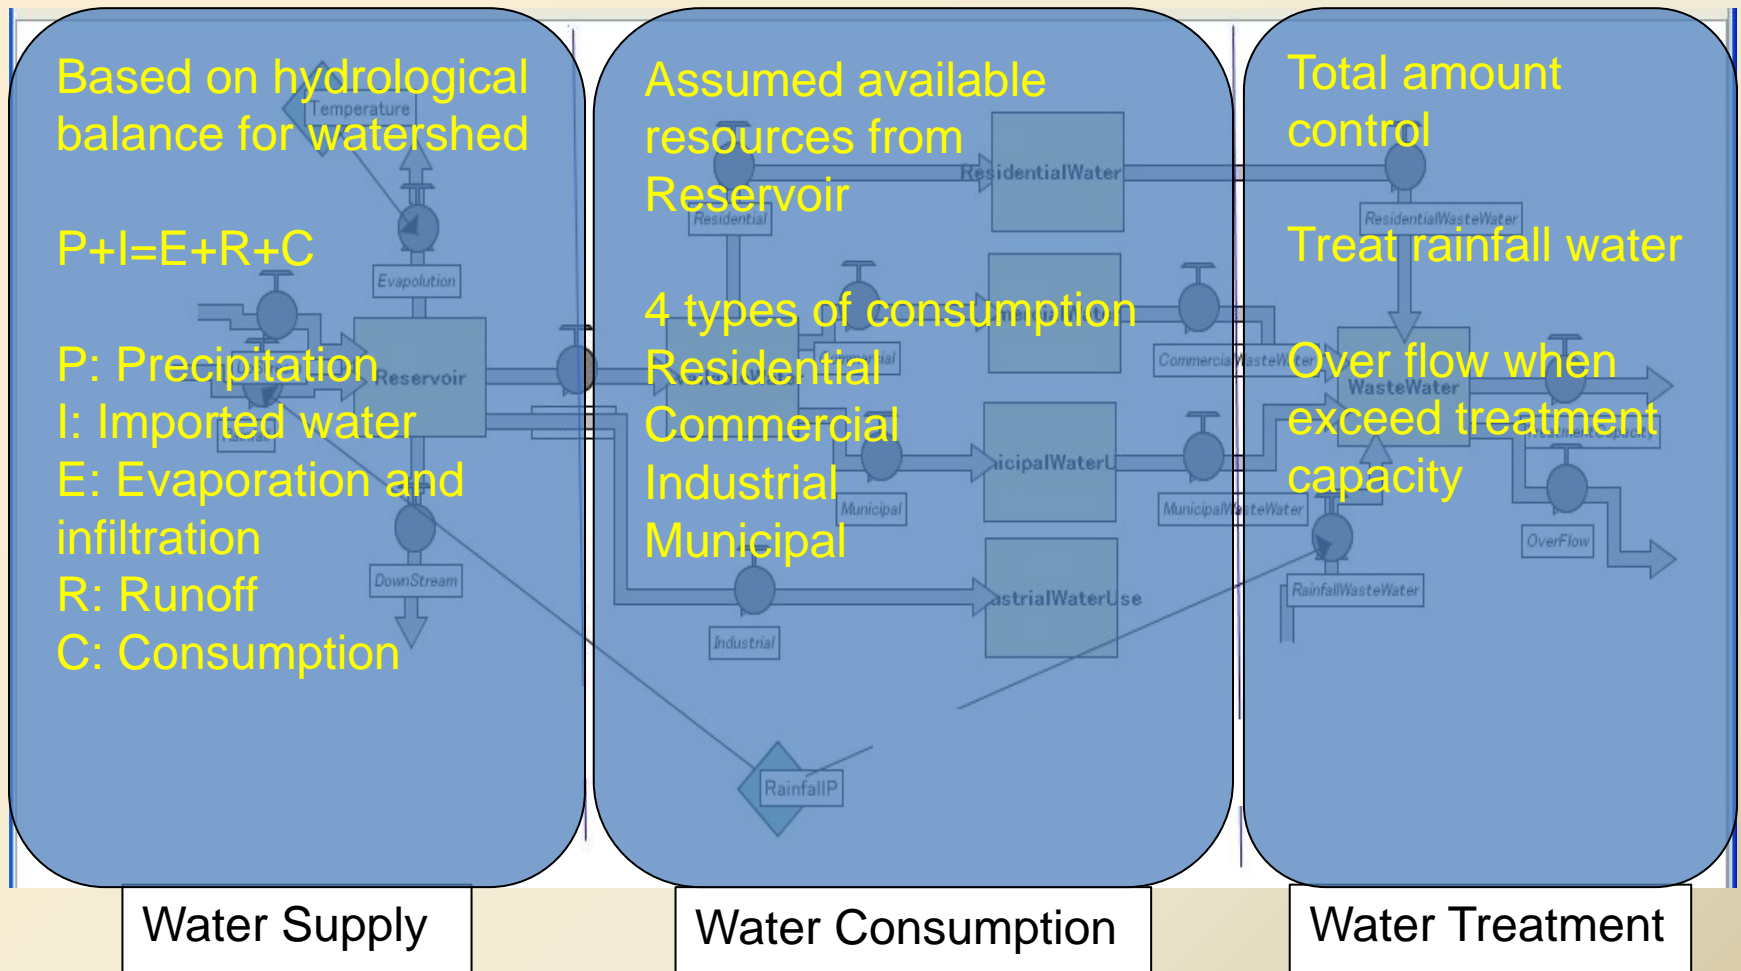 Based on hydrological
balance for watershed
P+I=E+R+C
P: Precipitation
I: Imported water
E: Evaporation and
infiltration
R: Runoff
C: Consumption
Temperature
Evapolution
Reservoir
DownStream
Water Supply
Assumed available
resources from
Reservoir
4 types of consumption
Residential
Commercial
Industrial
Municipal
ResidentialWater
Residential
Municipal
Industrial
RainfallP
Water Consumption
Total amount
control
Treat rainfall water
Over flow when
exceed treatment
capacity
ResidentialWasteWater
CommercialWasteWater
WasteWater
TreatmentCapacity
MunicipalWasteWater
OverFlow
RainfallWasteWater
Water Treatment